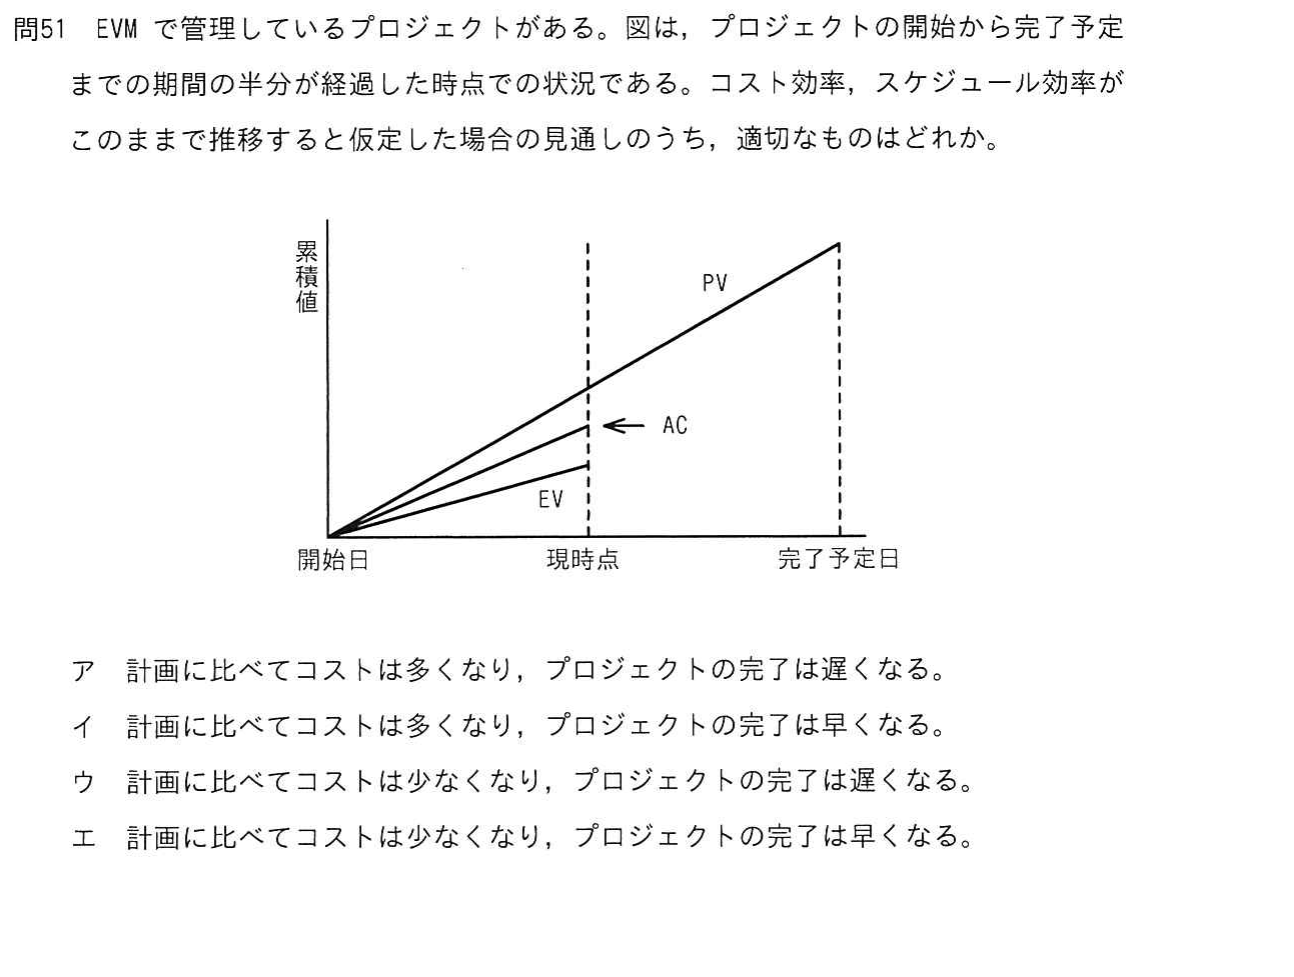 問51 EVM で管理しているプロジェクトがある。図は，プロジェクトの開始から完了予定
までの期間の半分が経過した時点での状況である。コスト効率，スケジュール効率が
このままで推移すると仮定した場合の見通しのうち，適切なものはどれか。
累積値
PV
AC
EV
開始日 現時点 完了予定日
ア 計画に比べてコストは多くなり，プロジェクトの完了は遅くなる。
イ 計画に比べてコストは多くなり，プロジェクトの完了は早くなる。
ウ 計画に比べてコストは少なくなり，プロジェクトの完了は遅くなる。
エ 計画に比べてコストは少なくなり，プロジェクトの完了は早くなる。